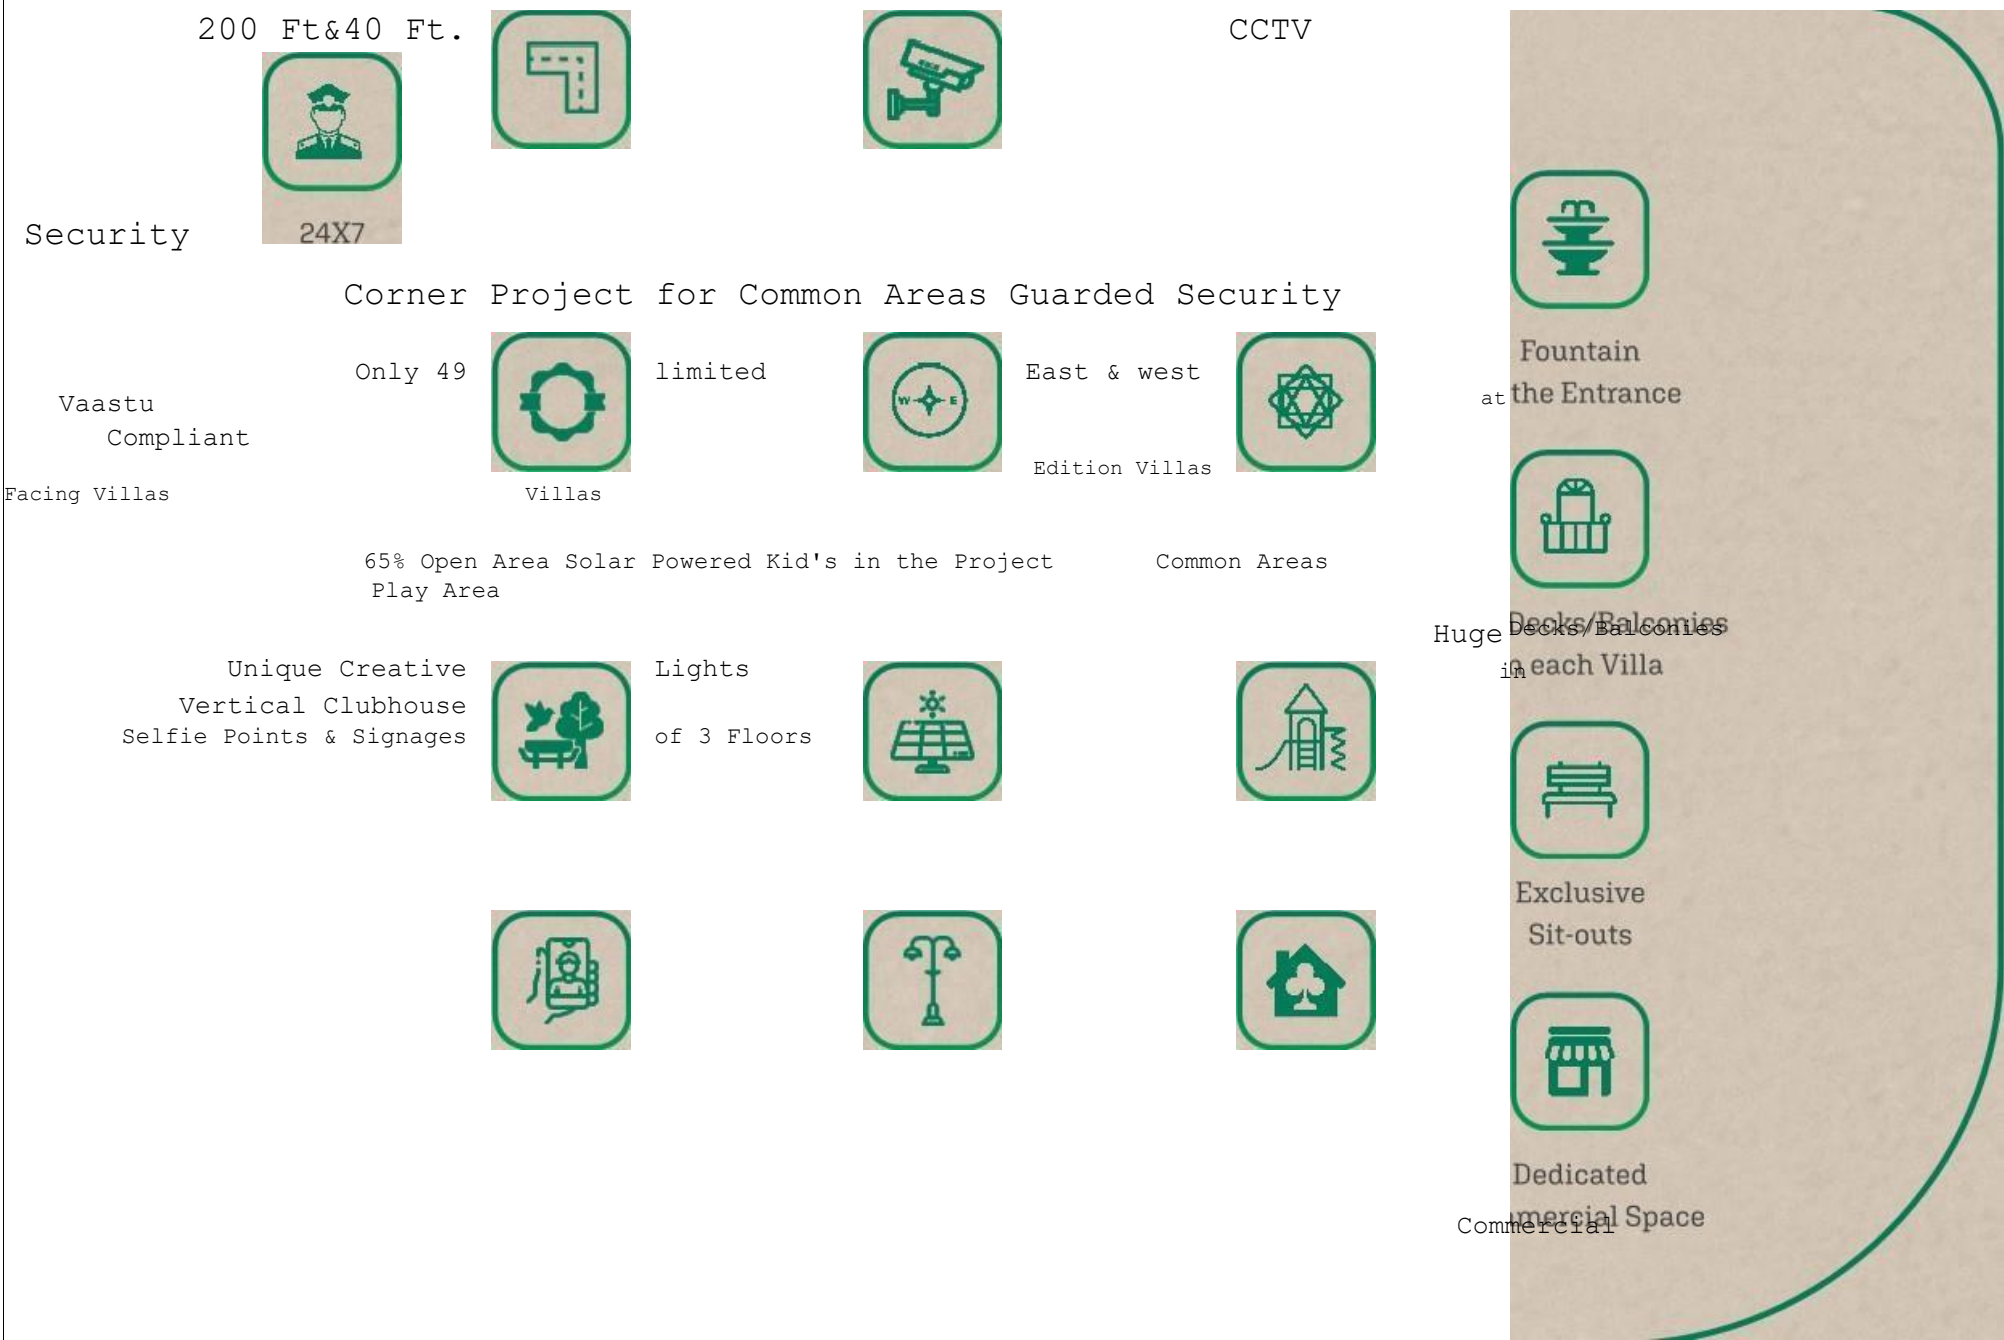 200 Ft&40 Ft. CCTV
24X7
Security
Corner Project for Common Areas Guarded Security
Only 49 limited East & west
W E
Vaastu
Compliant
Edition Villas
Facing Villas Villas
Fountain
at the Entrance
65% Open Area Solar Powered Kid's in the Project Common Areas
Play Area
Huge Decks/Balconies
in each Villa
Unique Creative Lights
Vertical Clubhouse
Selfie Points & Signages of 3 Floors
Exclusive
Sit-outs
Dedicated
Commercial Space